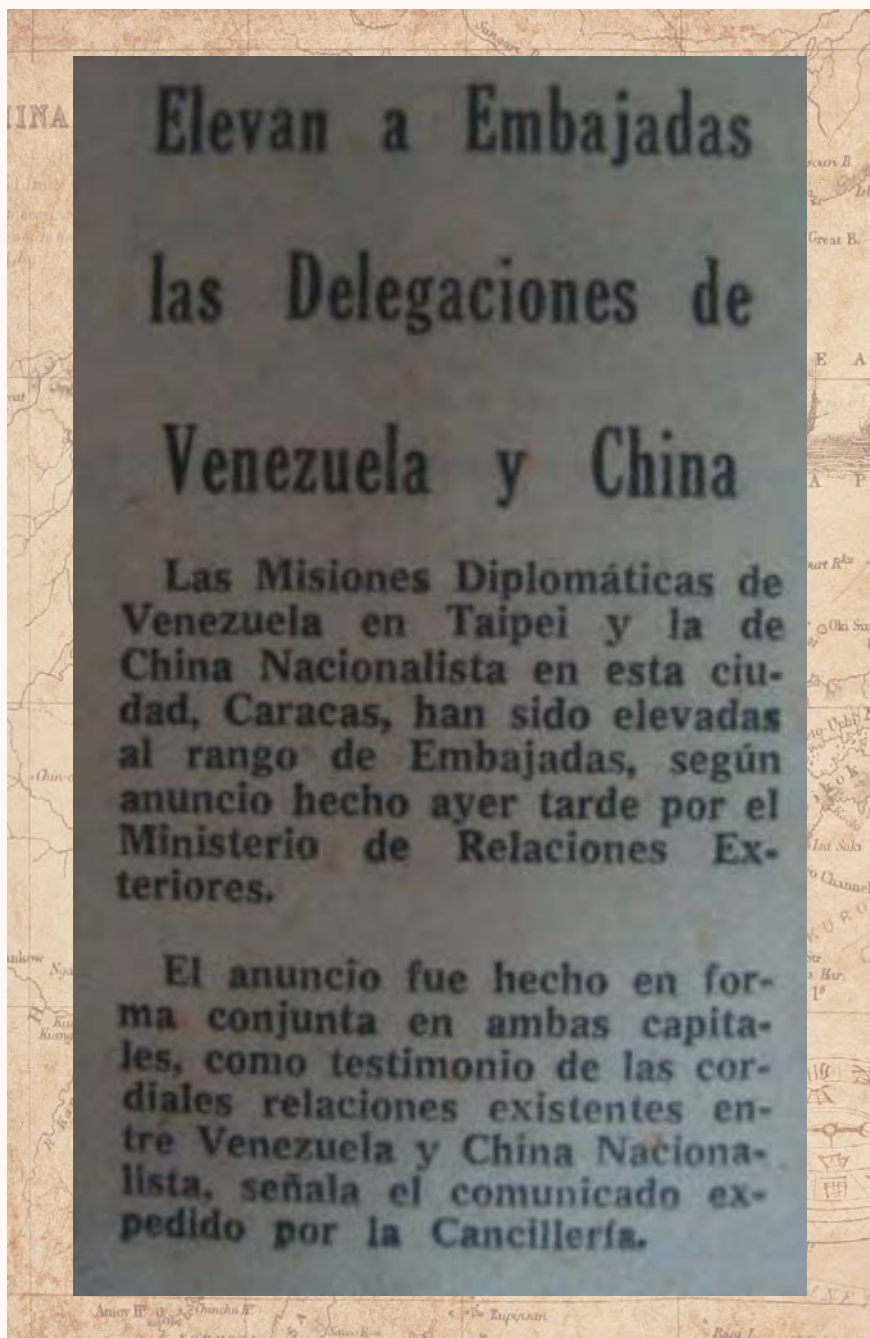 Elevan a Embajadas
las Delegaciones de
Venezuela y China
Las Misiones Diplomáticas de
Venezuela en Taipei y la de
China Nacionalista en esta ciu-
dad, Caracas, han sido elevadas
al rango de Embajadas, según
anuncio hecho ayer tarde por el
Ministerio de Relaciones Ex-
teriores.
El anuncio fue hecho en for-
ma conjunta en ambas capita-
les, como testimonio de las cor-
diales relaciones existentes en-
tre Venezuela y China Naciona-
lista, señala el comunicado ex-
pedido por la Cancillería.
Great B.
E A
A P
Oki
Channel
Amoy